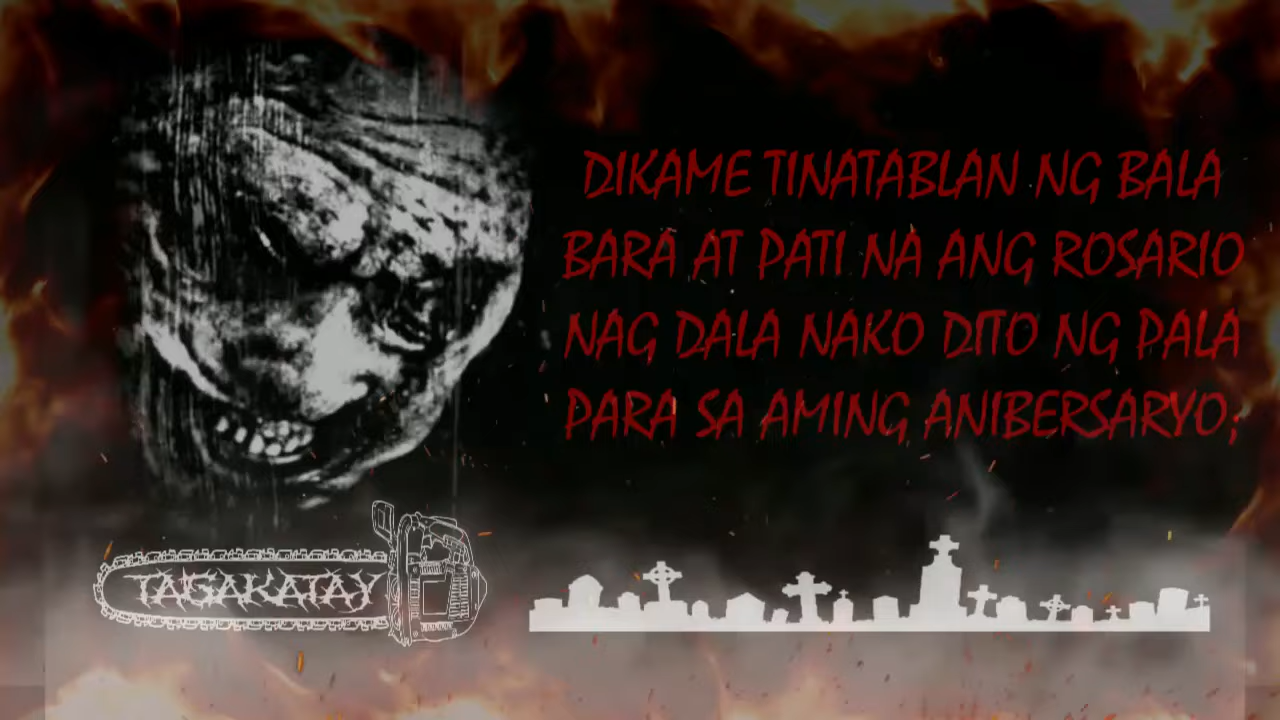 DIKAME TINATABLAN NG BALA
BARA AT PATI NA ANG ROSARIO
NAG DALA NAKO DITO NG PALA
PARA SA AMING ANIBERSARYO;
TAGAKATAY